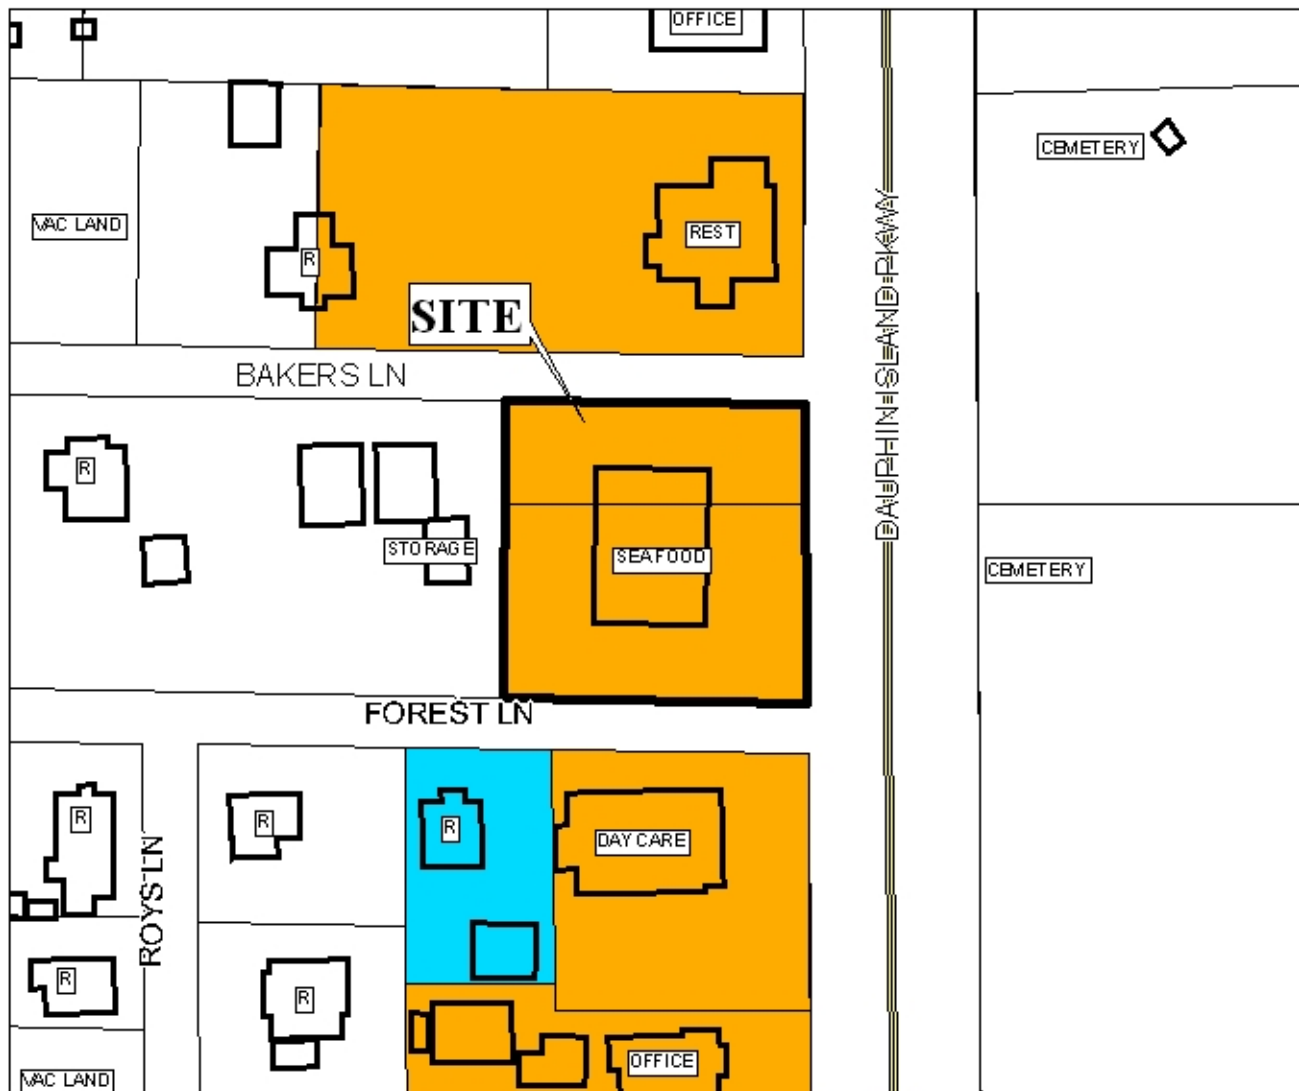 OFFICE
CEMETERY
VAC LAND
REST
R
SITE
BAKERS LN
DAUPHIN ISLAND PKWY
R
STORAGE
SEAFOOD
CEMETERY
FOREST LN
R
R
R
DAY CARE
ROYS LN
R
R
OFFICE
VAC LAND